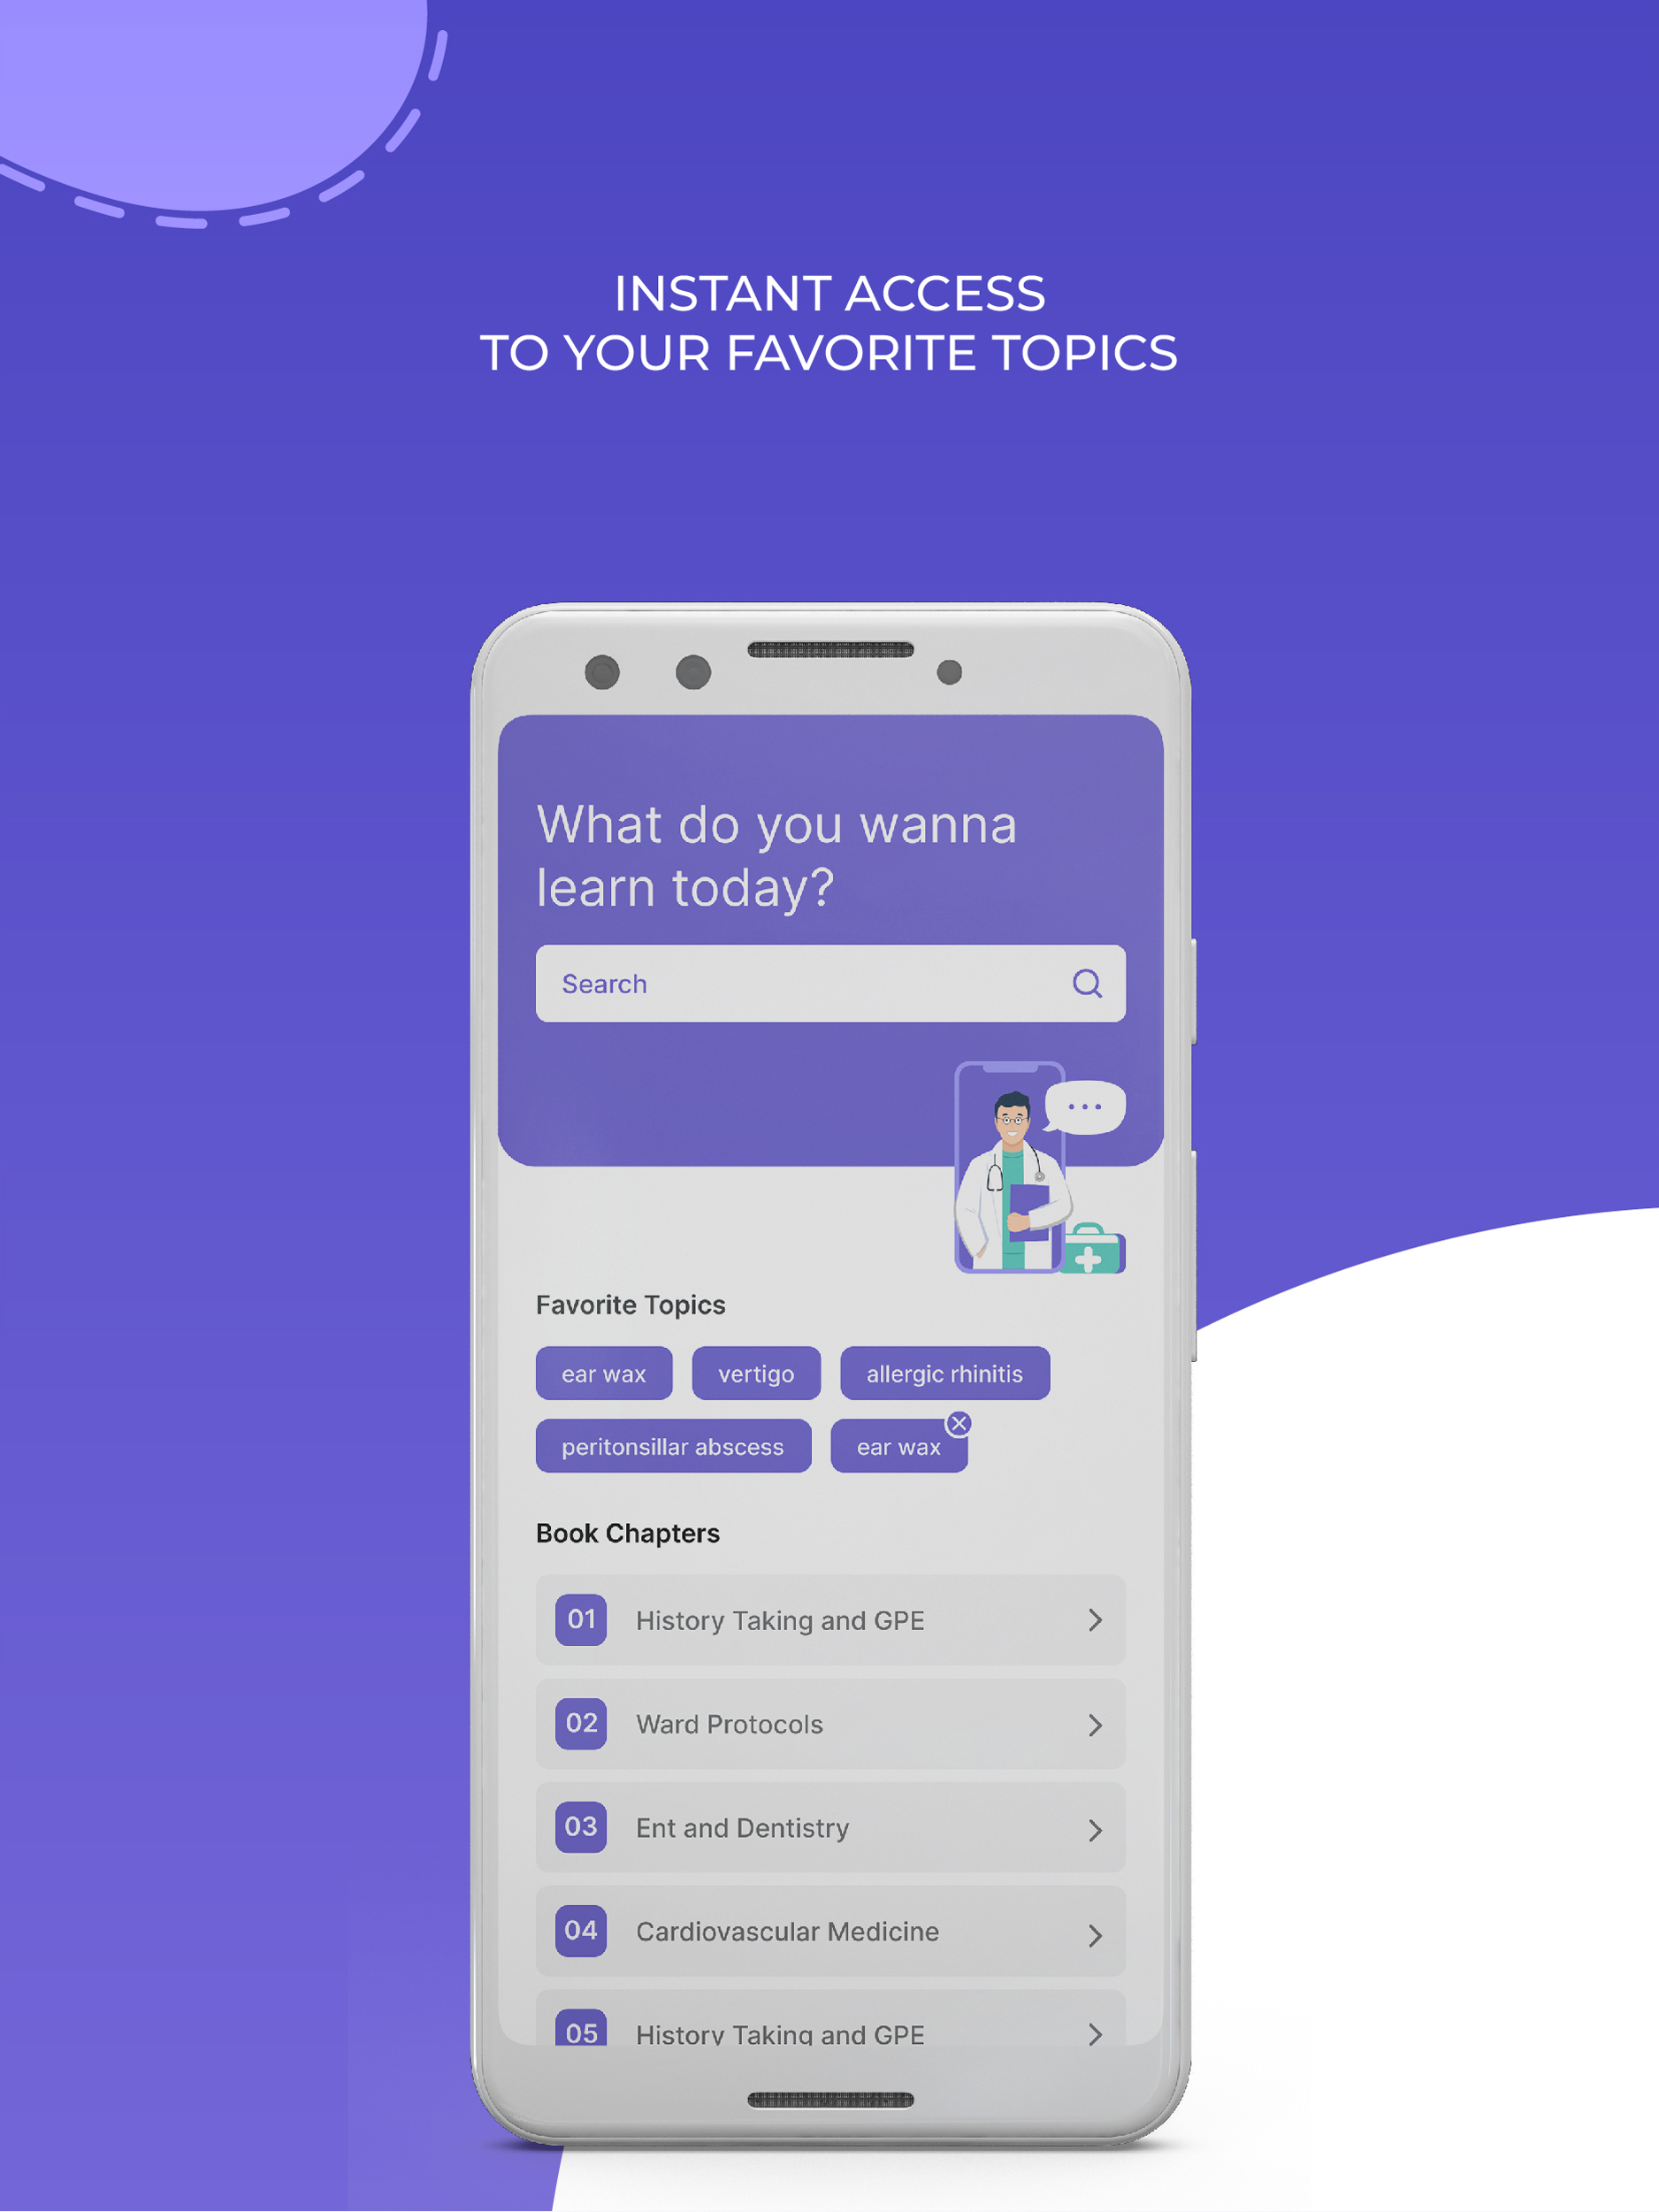 INSTANT ACCESS
TO YOUR FAVORITE TOPICS
What do you wanna
learn today?
Search
Favorite Topics
ear wax
vertigo
allergic rhinitis
peritonsillar abscess
ear wax
Book Chapters
01 History Taking and GPE
02 Ward Protocols
03 Ent and Dentistry
04 Cardiovascular Medicine
05 History Taking and GPE